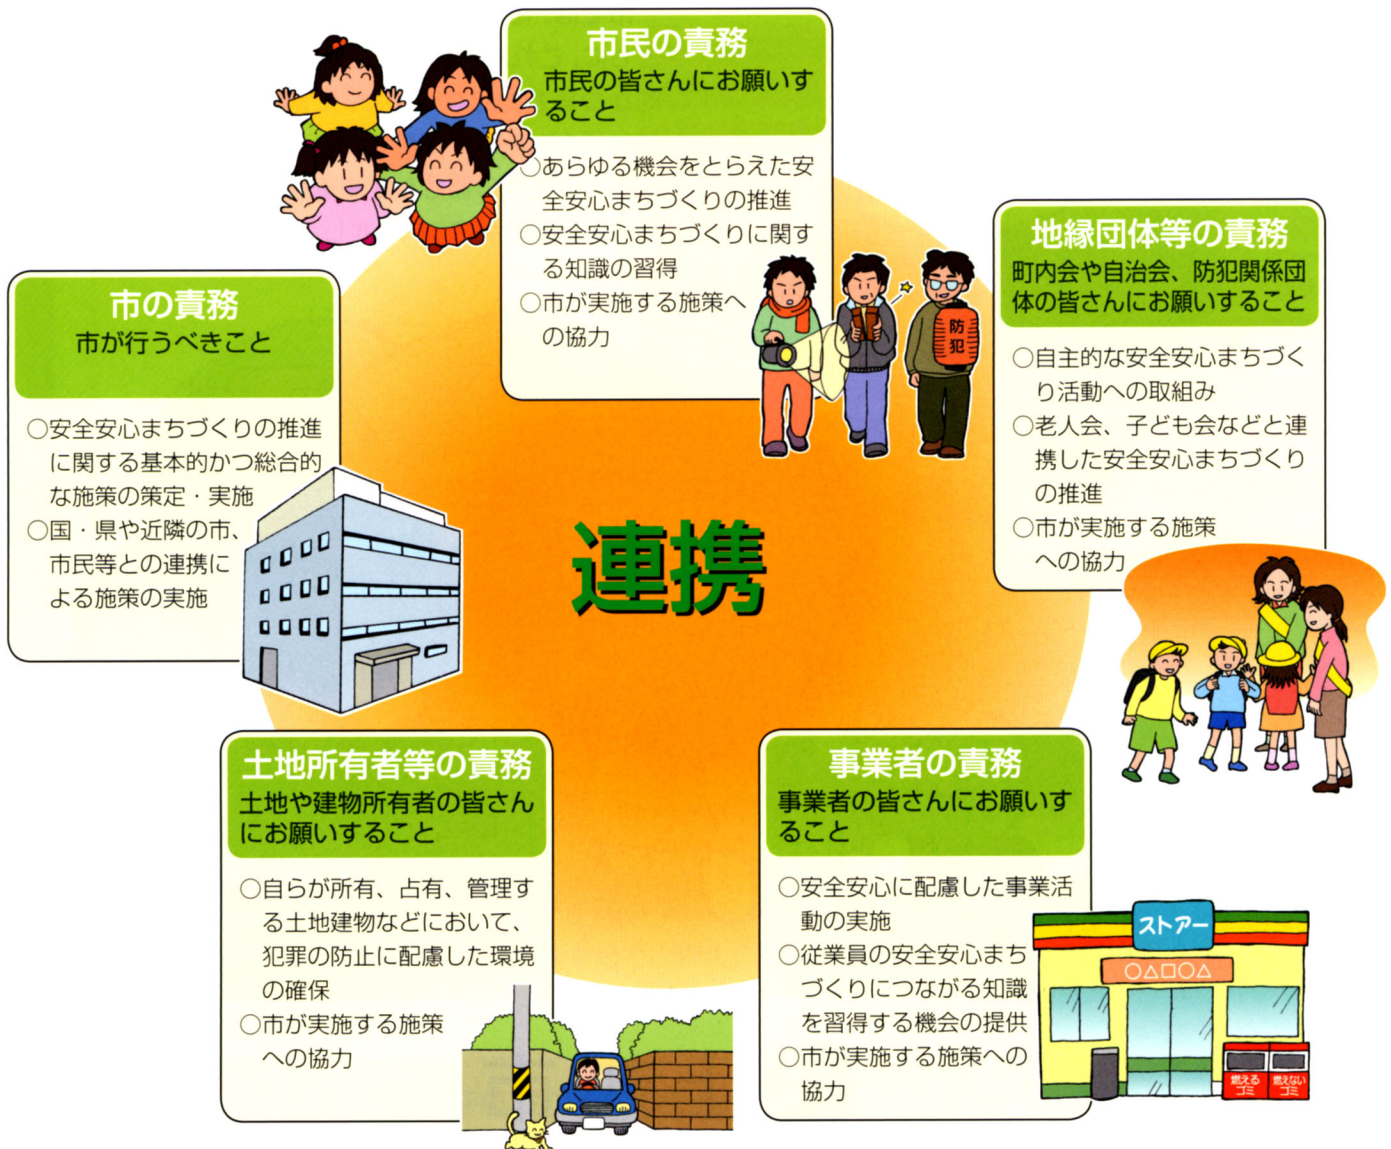 市民の責務
市民の皆さんにお願いす
ること
○あらゆる機会をとらえた安
全安心まちづくりの推進
○安全安心まちづくりに関す
る知識の習得
○市が実施する施策へ
の協力
地縁団体等の責務
町内会や自治会、防犯関係団
体の皆さんにお願いすること
○自主的な安全安心まちづく
り活動への取組み
○老人会、子ども会などと連
携した安全安心まちづくり
の推進
○市が実施する施策
への協力
防
犯
市の責務
市が行うべきこと
○安全安心まちづくりの推進
に関する基本的かつ総合的
な施策の策定・実施
○国・県や近隣の市、
市民等との連携に
よる施策の実施
連携
土地所有者等の責務
土地や建物所有者の皆さん
にお願いすること
○自らが所有、占有、管理す
る土地建物などにおいて、
犯罪の防止に配慮した環境
の確保
○市が実施する施策
への協力
事業者の責務
事業者の皆さんにお願いす
ること
○安全安心に配慮した事業活
動の実施
○従業員の安全安心まち
づくりにつながる知識
を習得する機会の提供
○市が実施する施策への
協力
ストアー
○△□○△
燃える
ゴミ
燃えない
ゴミ